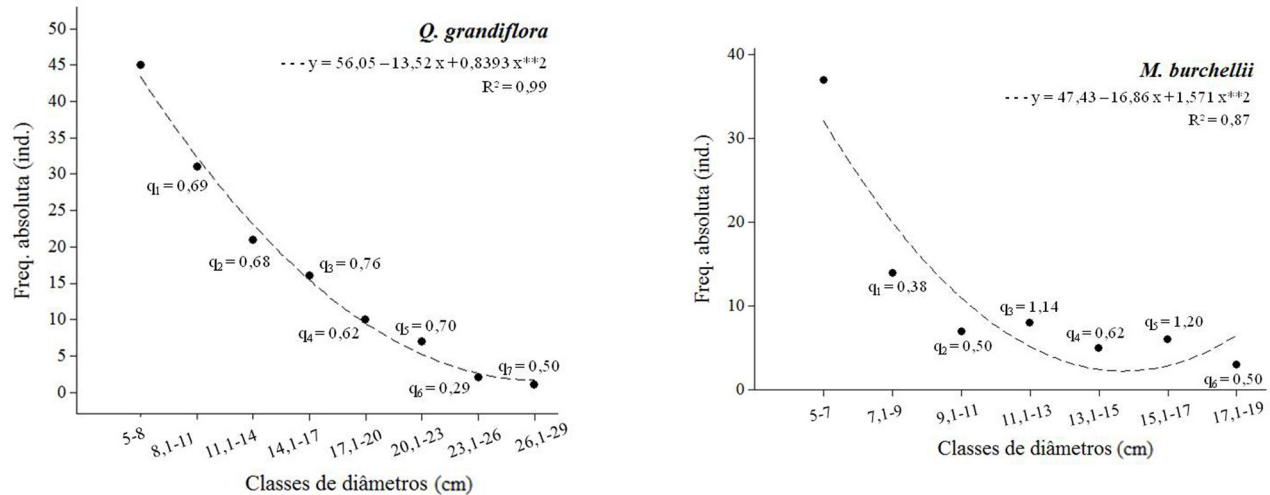 Q. grandiflora
y = 56,05 – 13,52 x + 0,8393 x**2
R² = 0,99
Freq. absoluta (ind.)
50
45
40
35
30
25
20
15
10
5
0
q₁ = 0,69
q₂ = 0,68
q₃ = 0,76
q₄ = 0,62
q₅ = 0,70
q₆ = 0,29
q₇ = 0,50
5-8
8,1-11
11,1-14
14,1-17
17,1-20
20,1-23
23,1-26
26,1-29
Classes de diâmetros (cm)
M. burchellii
y = 47,43 – 16,86 x + 1,571 x**2
R² = 0,87
Freq. absoluta (ind.)
40
30
20
10
0
q₁ = 0,38
q₂ = 0,50
q₃ = 1,14
q₄ = 0,62
q₅ = 1,20
q₆ = 0,50
5-7
7,1-9
9,1-11
11,1-13
13,1-15
15,1-17
17,1-19
Classes de diâmetros (cm)